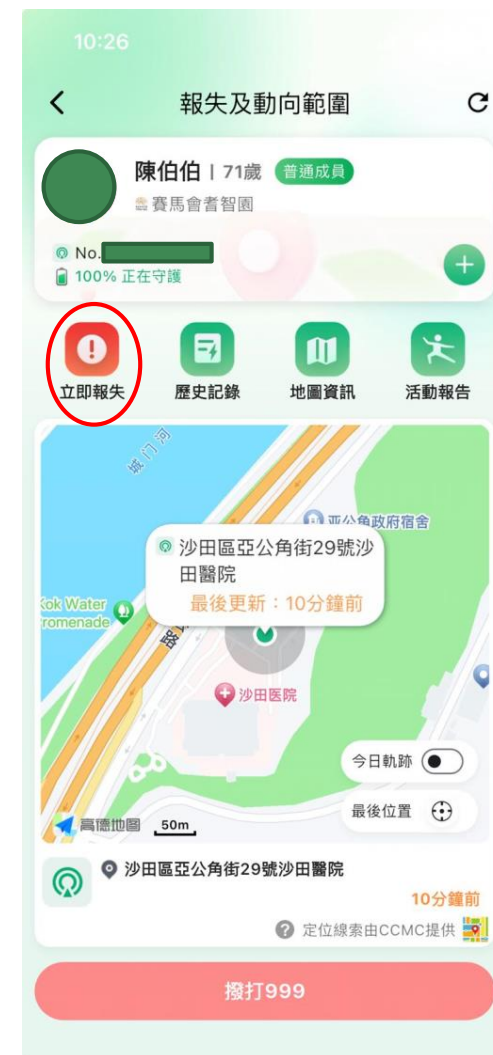 10:26
報失及動向範圍
陳伯伯 | 71歲 普通成員
賽馬會耆智園
No.
100% 正在守護
立即報失 歷史記錄 地圖資訊 活動報告
城门河
亚公角政府宿舍
沙田區亞公角街29號沙
田醫院
最後更新：10分鐘前
Kok Water
romenade
路
沙田医院
今日軌跡
最後位置
高德地图 50m
沙田區亞公角街29號沙田醫院
10分鐘前
定位線索由CCMC提供
撥打999